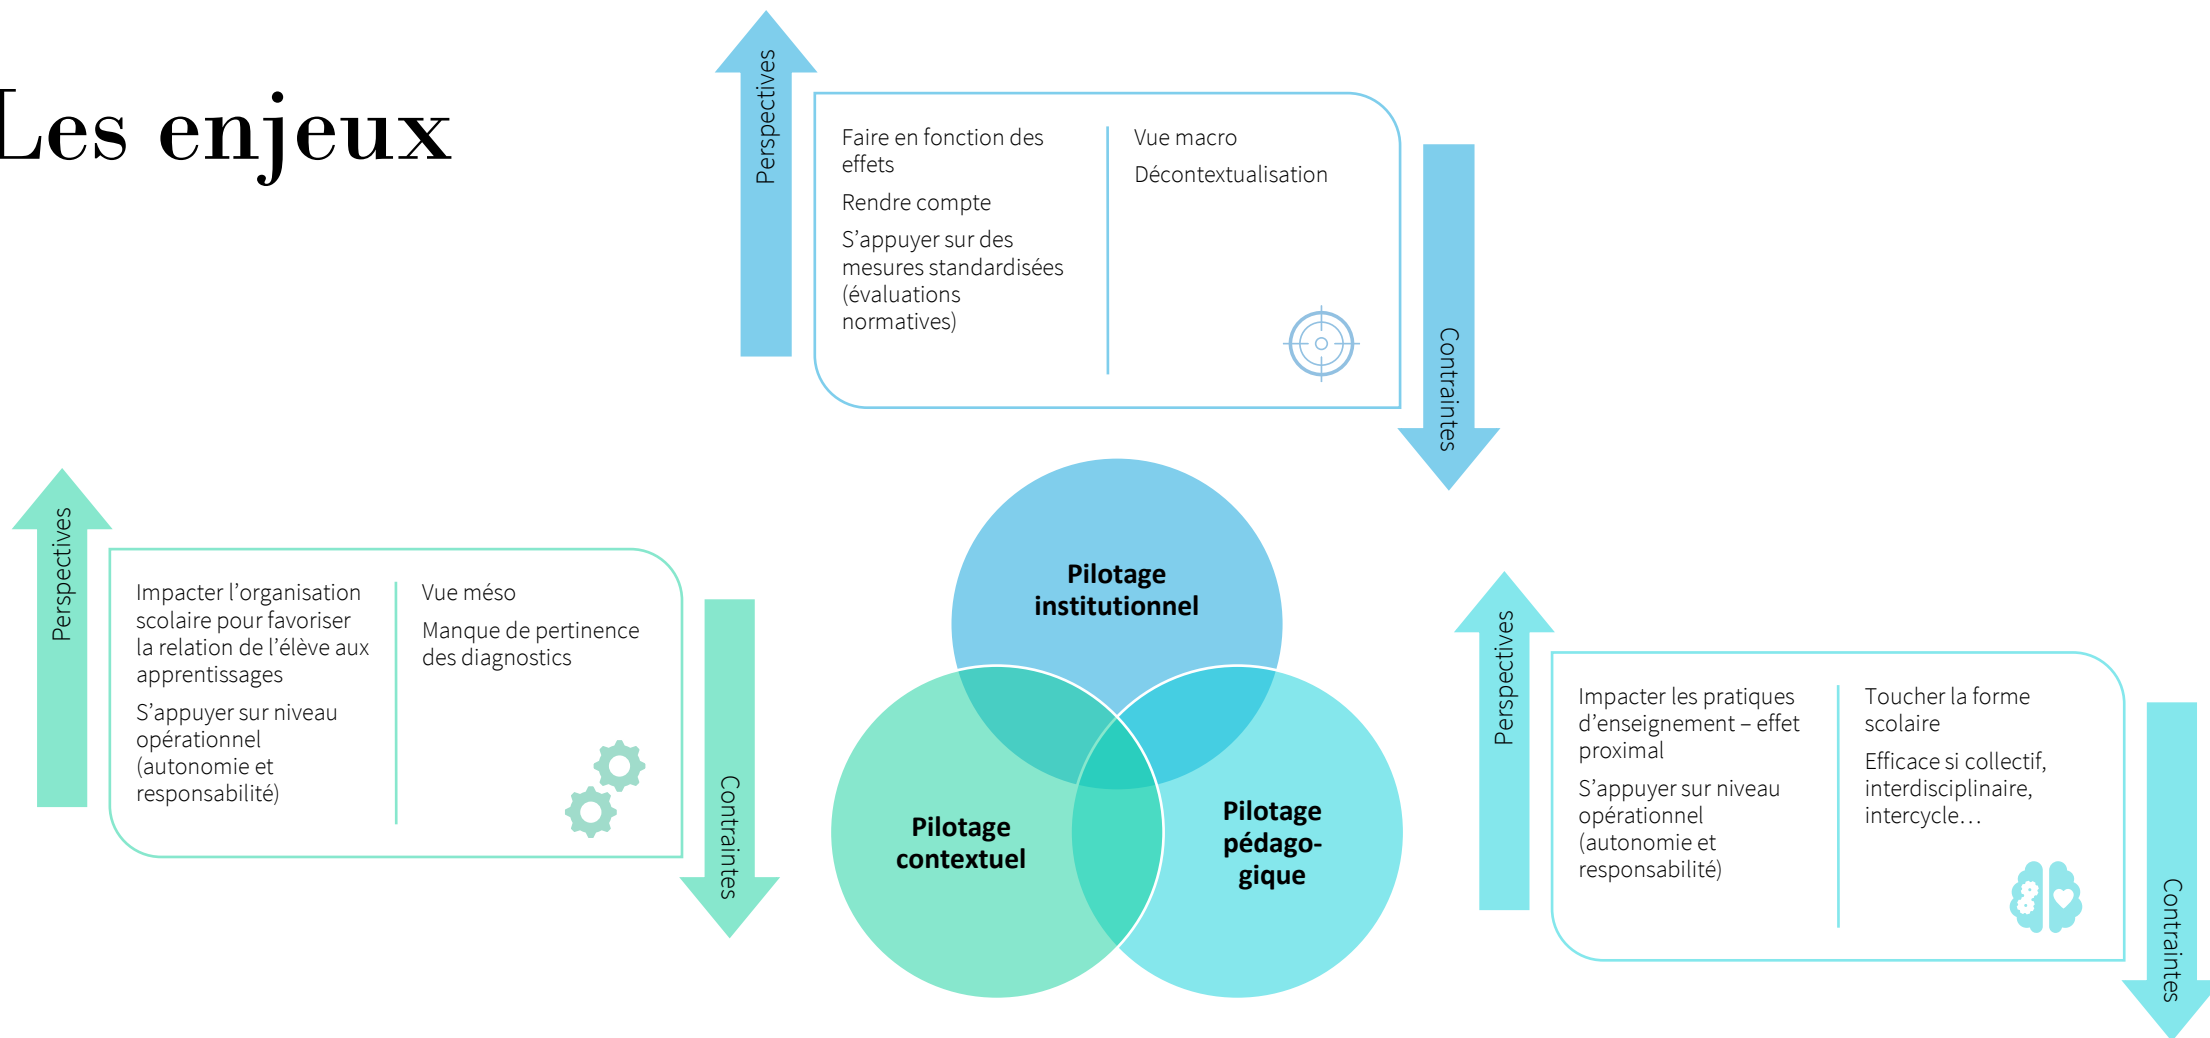 Les enjeux
Perspectives
Faire en fonction des
effets
Rendre compte
S’appuyer sur des
mesures standardisées
(évaluations
normatives)
Vue macro
Décontextualisation
Contraintes
Perspectives
Impacter l’organisation
scolaire pour favoriser
la relation de l’élève aux
apprentissages
S’appuyer sur niveau
opérationnel
(autonomie et
responsabilité)
Vue méso
Manque de pertinence
des diagnostics
Contraintes
Pilotage
institutionnel
Pilotage
contextuel
Pilotage
pédago-
gique
Perspectives
Impacter les pratiques
d’enseignement – effet
proximal
S’appuyer sur niveau
opérationnel
(autonomie et
responsabilité)
Toucher la forme
scolaire
Efficace si collectif,
interdisciplinaire,
intercycle…
Contraintes